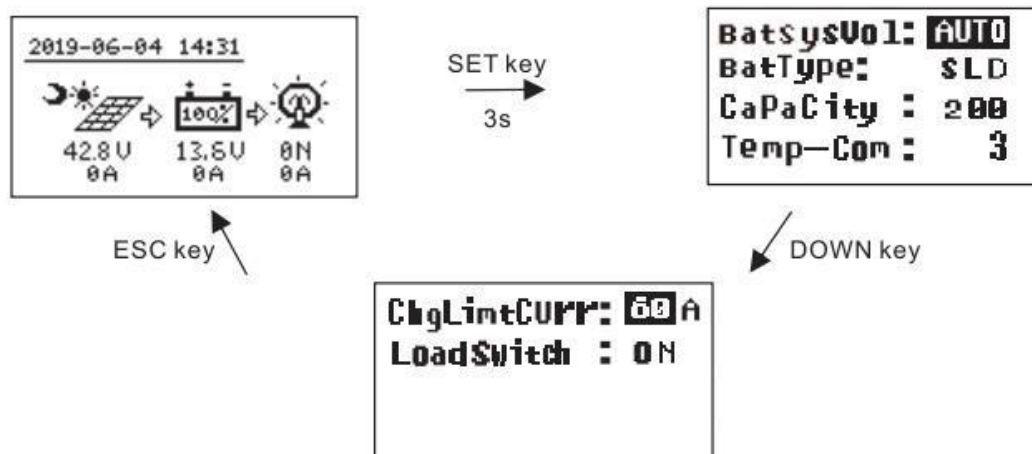 2019-06-04 14:31
100%
42.8V 13.6V 0N
0A 0A 0A
SET key
3s
BatSysVol: AUTO
BatType: SLD
CaPaCity : 200
Temp-Com : 3
ESC key
DOWN key
ChgLimtCUrr: 60 A
LoadSwitch : ON